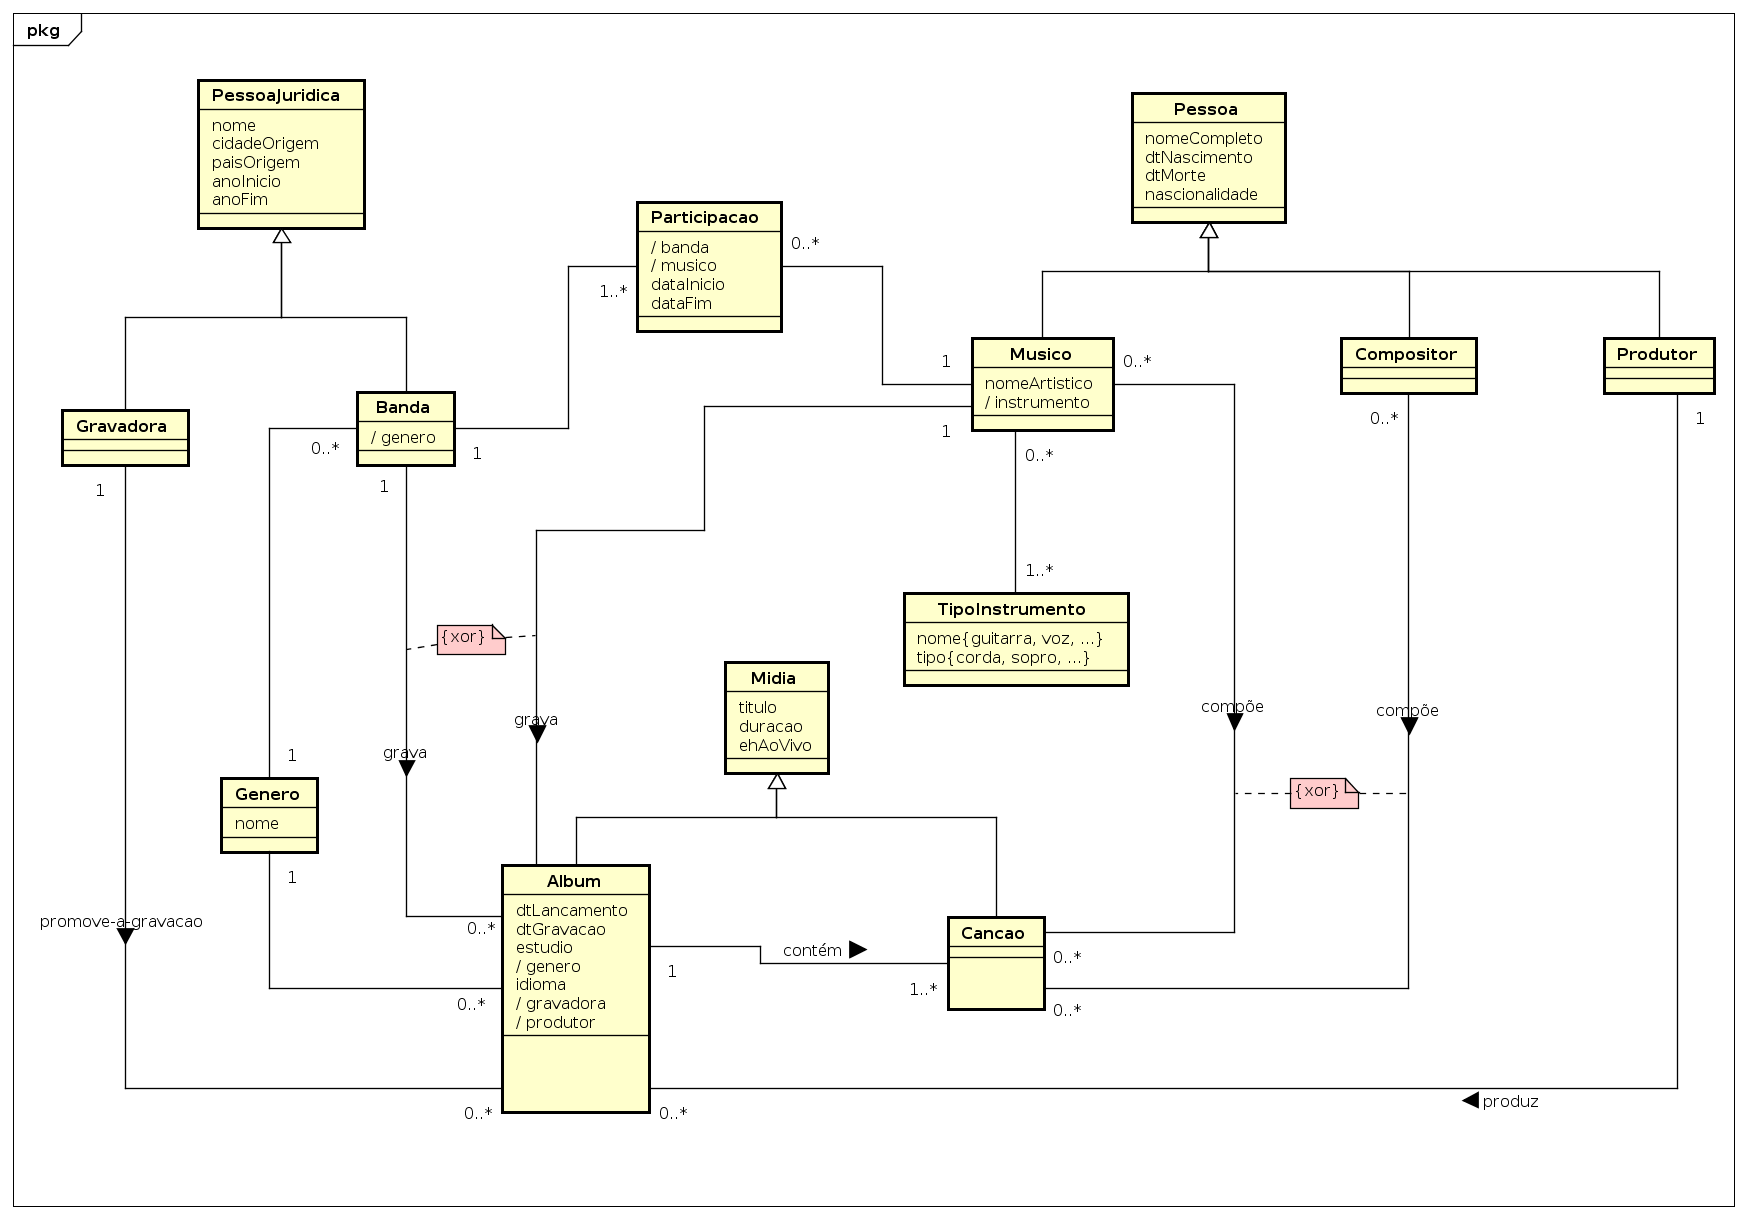 pkg
PessoaJuridica
nome
cidadeOrigem
paisOrigem
anoInicio
anoFim
Pessoa
nomeCompleto
dtNascimento
dtMorte
nascionalidade
Participacao
/ banda
/ musico
dataInicio
dataFim
0..*
1..*
Musico
nomeArtistico
/ instrumento
1
0..*
1
0..*
Compositor
0..*
Produtor
1
Gravadora
1
Banda
/ genero
0..*
1
1
1..*
TipoInstrumento
nome{guitarra, voz, ...}
tipo{corda, sopro, ...}
{xor}
grava
grava
Midia
titulo
duracao
ehAoVivo
compõe
compõe
{xor}
1
Genero
nome
1
promove-a-gravacao
Album
dtLancamento
dtGravacao
estudio
/ genero
idioma
/ gravadora
/ produtor
0..*
0..*
contém
1
1..*
Cancao
0..*
0..*
0..*
0..*
produz